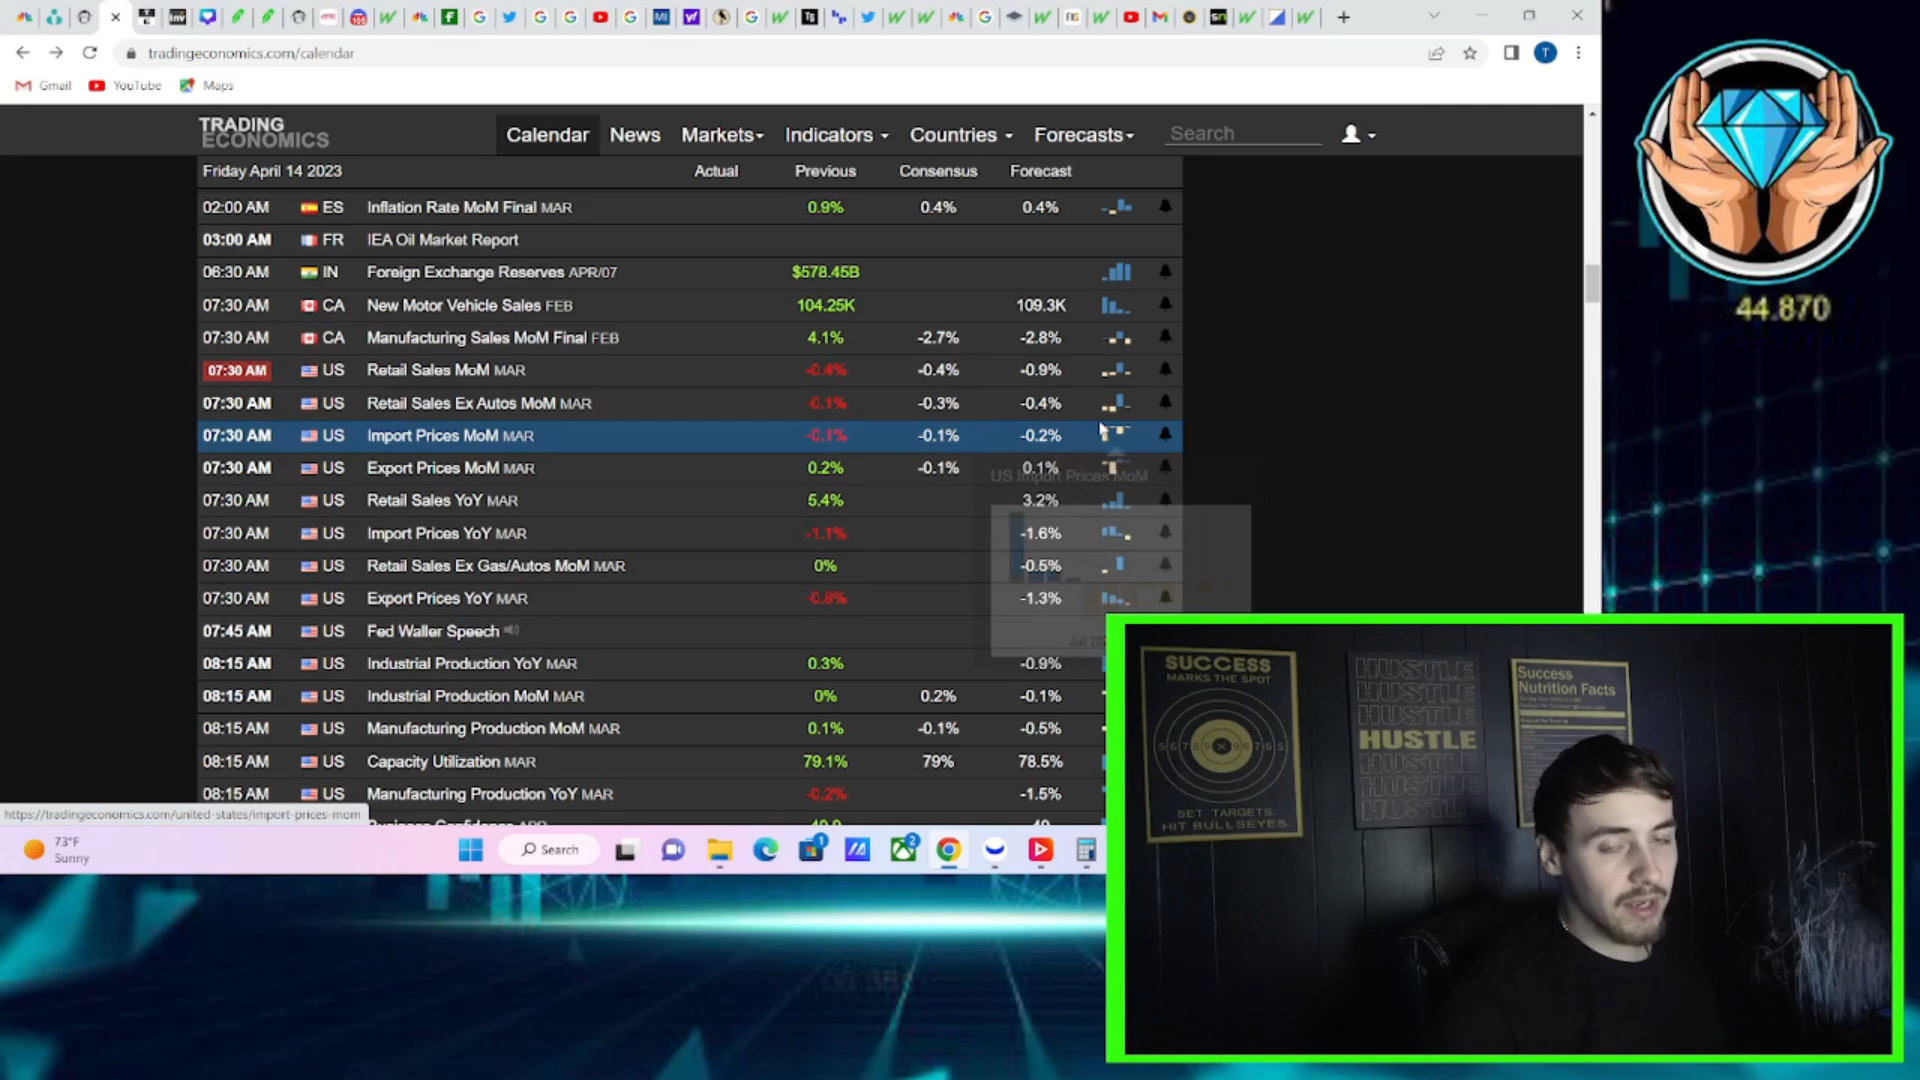 tradingeconomics.com/calendar
Gmail YouTube Maps
TRADING
ECONOMICS
Calendar News Markets Indicators Countries Forecasts Search
Friday April 14 2023 Actual Previous Consensus Forecast
02:00 AM ES Inflation Rate MoM Final MAR 0.9% 0.4% 0.4%
03:00 AM FR IEA Oil Market Report
06:30 AM IN Foreign Exchange Reserves APR/07 $578.45B
07:30 AM CA New Motor Vehicle Sales FEB 104.25K 109.3K
07:30 AM CA Manufacturing Sales MoM Final FEB 4.1% -2.7% -2.8%
07:30 AM US Retail Sales MoM MAR -0.4% -0.4% -0.9%
07:30 AM US Retail Sales Ex Autos MoM MAR -0.1% -0.3% -0.4%
07:30 AM US Import Prices MoM MAR -0.1% -0.1% -0.2%
07:30 AM US Export Prices MoM MAR 0.2% -0.1% 0.1%
US Import Prices MoM
07:30 AM US Retail Sales YoY MAR 5.4% 3.2%
07:30 AM US Import Prices YoY MAR -1.1% -1.6%
07:30 AM US Retail Sales Ex Gas/Autos MoM MAR 0% -0.5%
07:30 AM US Export Prices YoY MAR -0.8% -1.3%
07:45 AM US Fed Waller Speech
08:15 AM US Industrial Production YoY MAR 0.3% -0.9%
08:15 AM US Industrial Production MoM MAR 0% 0.2% -0.1%
08:15 AM US Manufacturing Production MoM MAR 0.1% -0.1% -0.5%
08:15 AM US Capacity Utilization MAR 79.1% 79% 78.5%
08:15 AM US Manufacturing Production YoY MAR -0.2% -1.5%
https://tradingeconomics.com/united-states/import-prices-mom
73°F
Sunny
Search
44.870
SUCCESS
MARKS THE SPOT
SET TARGETS.
HIT BULLSEYES.
HUSTLE
HUSTLE
HUSTLE
HUSTLE
HUSTLE
HUSTLE
HUSTLE
Success
Nutrition Facts